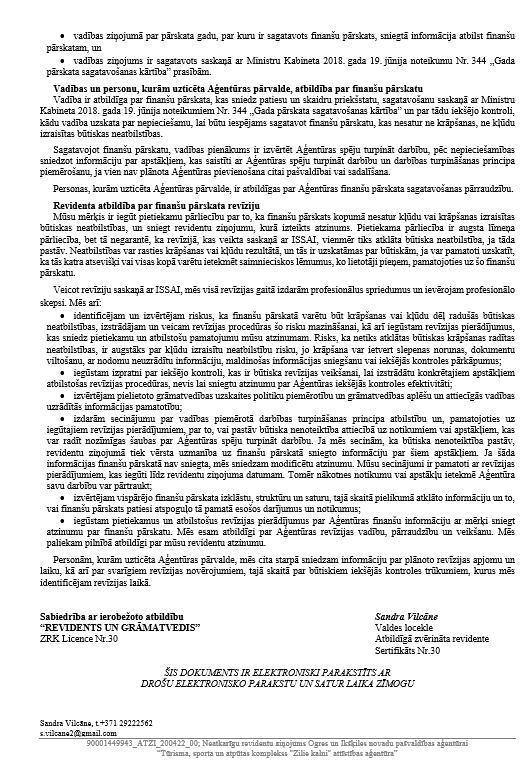 • vadības ziņojumā par pārskata gadu, par kuru ir sagatavots finanšu pārskats, sniegtā informācija atbilst finanšu
pārskatam, un
• vadības ziņojums ir sagatavots saskaņā ar Ministru Kabineta 2018. gada 19. jūnija noteikumu Nr. 344 „Gada
pārskata sagatavošanas kārtība” prasībām.
Vadības un personu, kurām uzticēta Aģentūras pārvalde, atbildība par finanšu pārskatu
Vadība ir atbildīga par finanšu pārskata, kas sniedz patiesu un skaidru priekšstatu, sagatavošanu saskaņā ar Ministru
Kabineta 2018. gada 19. jūnija noteikumiem Nr. 344 „Gada pārskata sagatavošanas kārtība” un par tādu iekšējo kontroli,
kādu vadība uzskata par nepieciešamu, lai būtu iespējams sagatavot finanšu pārskatu, kas nesatur ne krāpšanas, ne kļūdu
izraisītas būtiskas neatbilstības.
Sagatavojot finanšu pārskatu, vadības pienākums ir izvērtēt Aģentūras spēju turpināt darbību, pēc nepieciešamības
sniedzot informāciju par apstākļiem, kas saistīti ar Aģentūras spēju turpināt darbību un darbības turpināšanas principa
piemērošanu, ja vien nav plānota Aģentūras pievienošana citai pašvaldībai vai sadalīšana.
Personas, kurām uzticēta Aģentūras pārvalde, ir atbildīgas par Aģentūras finanšu pārskata sagatavošanas pārraudzību.
Revidenta atbildība par finanšu pārskata revīziju
Mūsu mērķis ir iegūt pietiekamu pārliecību par to, ka finanšu pārskats kopumā nesatur kļūdu vai krāpšanas izraisītas
būtiskas neatbilstības, un sniegt revidentu ziņojumu, kurā izteikts atzinums. Pietiekama pārliecība ir augsta līmeņa
pārliecība, bet tā negarantē, ka revīzijā, kas veikta saskaņā ar ISSAI, vienmēr tiks atklāta būtiska neatbilstība, ja tāda
pastāv. Neatbilstības var rasties krāpšanas vai kļūdu rezultātā, un tās ir uzskatāmas par būtiskām, ja var pamatoti uzskatīt,
ka tās katra atsevišķi vai visas kopā varētu ietekmēt saimnieciskos lēmumus, ko lietotāji pieņem, pamatojoties uz šo finanšu
pārskatu.
Veicot revīziju saskaņā ar ISSAI, mēs visā revīzijas gaitā izdarām profesionālus spriedumus un ievērojam profesionālo
skepsi. Mēs arī:
• identificējam un izvērtējam riskus, ka finanšu pārskatā varētu būt krāpšanas vai kļūdu dēļ radušās būtiskas
neatbilstības, izstrādājam un veicam revīzijas procedūras šo risku mazināšanai, kā arī iegūstam revīzijas pierādījumus,
kas sniedz pietiekamu un atbilstošu pamatojumu mūsu atzinumam. Risks, ka netiks atklātas būtiskas krāpšanas radītas
neatbilstības, ir augstāks par kļūdu izraisītu neatbilstību risku, jo krāpšana var ietvert slepenas norunas, dokumentu
viltošanu, ar nodomu neuzrādītu informāciju, maldinošas informācijas sniegšanu vai iekšējās kontroles pārkāpumus;
• iegūstam izpratni par iekšējo kontroli, kas ir būtiska revīzijas veikšanai, lai izstrādātu konkrētajiem apstākļiem
atbilstošas revīzijas procedūras, nevis lai sniegtu atzinumu par Aģentūras iekšējās kontroles efektivitāti;
• izvērtējam pielietoto grāmatvedības uzskaites politiku piemērotību un grāmatvedības aplēšu un attiecīgās vadības
uzrādītās informācijas pamatotību;
• izdarām secinājumu par vadības piemērotā darbības turpināšanas principa atbilstību un, pamatojoties uz
iegūtajiem revīzijas pierādījumiem, par to, vai pastāv būtiska nenoteiktība attiecībā uz notikumiem vai apstākļiem, kas
var radīt nozīmīgas šaubas par Aģentūras spēju turpināt darbību. Ja mēs secinām, ka būtiska nenoteiktība pastāv,
revidentu ziņojumā tiek vērsta uzmanība uz finanšu pārskatā sniegto informāciju par šiem apstākļiem. Ja šāda
informācijas finanšu pārskatā nav sniegta, mēs sniedzam modificētu atzinumu. Mūsu secinājumi ir pamatoti ar revīzijas
pierādījumiem, kas iegūti līdz revidentu ziņojuma datumam. Tomēr nākotnes notikumu vai apstākļu ietekmē Aģentūra
savu darbību var pārtraukt;
• izvērtējam vispārējo finanšu pārskata izklāstu, struktūru un saturu, tajā skaitā pielikumā atklāto informāciju un to,
vai finanšu pārskats patiesi atspoguļo tā pamatā esošos darījumus un notikumus;
• iegūstam pietiekamus un atbilstošus revīzijas pierādījumus par Aģentūras finanšu informāciju ar mērķi sniegt
atzinumu par finanšu pārskatu. Mēs esam atbildīgi par Aģentūras revīzijas vadību, pārraudzību un veikšanu. Mēs
paliekam pilnībā atbildīgi par mūsu revidentu atzinumu.
Personām, kurām uzticēta Aģentūras pārvalde, mēs cita starpā sniedzam informāciju par plānoto revīzijas apjomu un
laiku, kā arī par svarīgiem revīzijas novērojumiem, tajā skaitā par būtiskiem iekšējās kontroles trūkumiem, kurus mēs
identificējam revīzijas laikā.
Sabiedrība ar ierobežoto atbildību
“REVIDENTS UN GRĀMATVEDIS”
ZRK Licence Nr.30
Sandra Vilcāne
Valdes locekle
Atbildīgā zvērināta revidente
Sertifikāts Nr.30
ŠIS DOKUMENTS IR ELEKTRONISKI PARAKSTĪTS AR
DROŠU ELEKTRONISKO PARAKSTU UN SATUR LAIKA ZĪMOGU
Sandra Vilcāne, t.+371 29222562
s.vilcane2@gmail.com
90001449943_ATZI_200422_00; Neatkarīgu revidentu ziņojums Ogres un Ikšķiles novadu pašvaldības aģentūrai
"Tūrisma, sporta un atpūtas komplekss "Zilie kalni" attīstības aģentūra"